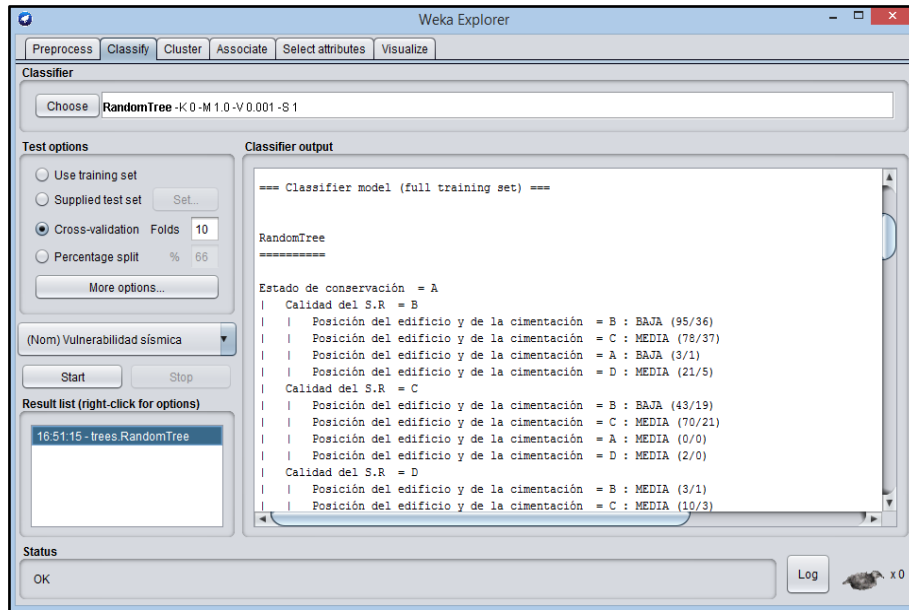 Weka Explorer
Preprocess Classify Cluster Associate Select attributes Visualize
Classifier
Choose RandomTree -K 0 -M 1.0 -V 0.001 -S 1
Test options
Use training set
Supplied test set Set...
Cross-validation Folds 10
Percentage split % 66
More options...
(Nom) Vulnerabilidad sísmica
Start Stop
Result list (right-click for options)
16:51:15 - trees.RandomTree
Classifier output
=== Classifier model (full training set) ===
RandomTree
==========
Estado de conservación = A
| Calidad del S.R = B
| | Posición del edificio y de la cimentación = B : BAJA (95/36)
| | Posición del edificio y de la cimentación = C : MEDIA (78/37)
| | Posición del edificio y de la cimentación = A : BAJA (3/1)
| | Posición del edificio y de la cimentación = D : MEDIA (21/5)
| Calidad del S.R = C
| | Posición del edificio y de la cimentación = B : BAJA (43/19)
| | Posición del edificio y de la cimentación = C : MEDIA (70/21)
| | Posición del edificio y de la cimentación = A : MEDIA (0/0)
| | Posición del edificio y de la cimentación = D : MEDIA (2/0)
| Calidad del S.R = D
| | Posición del edificio y de la cimentación = B : MEDIA (3/1)
| | Posición del edificio y de la cimentación = C : MEDIA (10/3)
Status
OK
Log
x 0